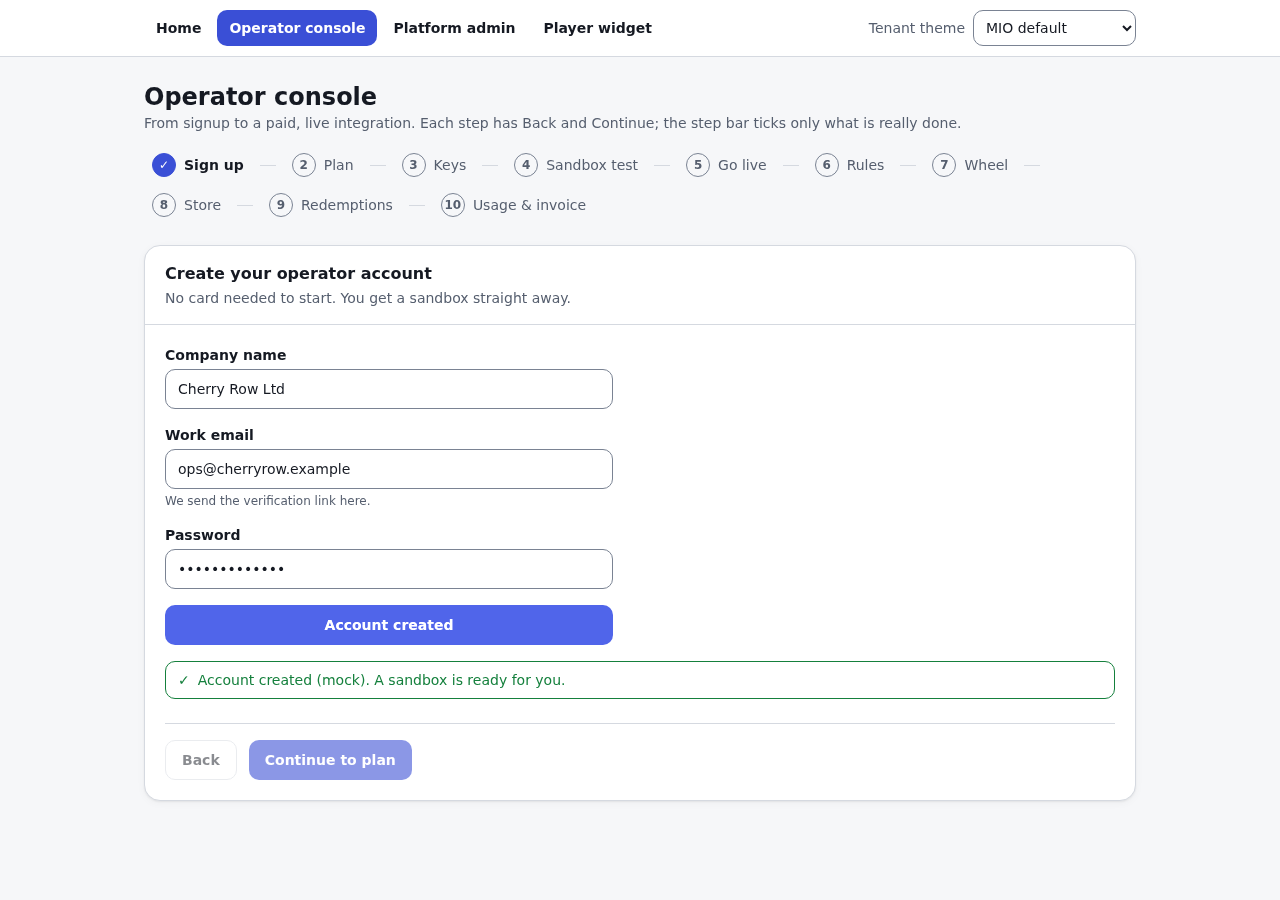 Home Operator console Platform admin Player widget Tenant theme MIO default
Operator console
From signup to a paid, live integration. Each step has Back and Continue; the step bar ticks only what is really done.
✓ Sign up 2 Plan 3 Keys 4 Sandbox test 5 Go live 6 Rules 7 Wheel
8 Store 9 Redemptions 10 Usage & invoice
Create your operator account
No card needed to start. You get a sandbox straight away.
Company name
Cherry Row Ltd
Work email
ops@cherryrow.example
We send the verification link here.
Password
•••••••••••••
Account created
✓ Account created (mock). A sandbox is ready for you.
Back Continue to plan